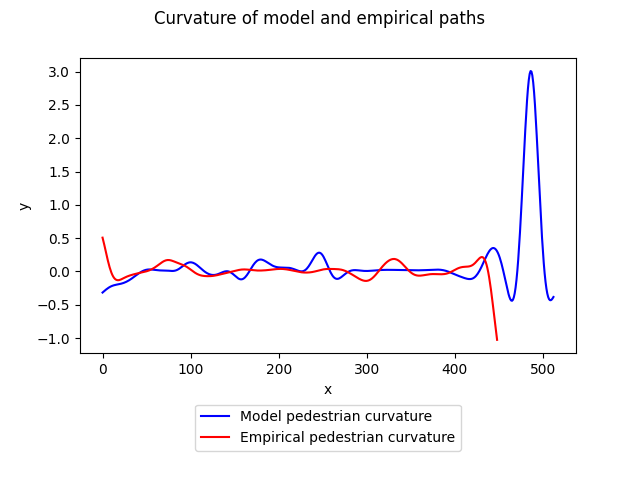 Curvature of model and empirical paths
3.0
2.5
2.0
1.5
1.0
0.5
0.0
−0.5
−1.0
y
0 100 200 300 400 500
x
Model pedestrian curvature
Empirical pedestrian curvature